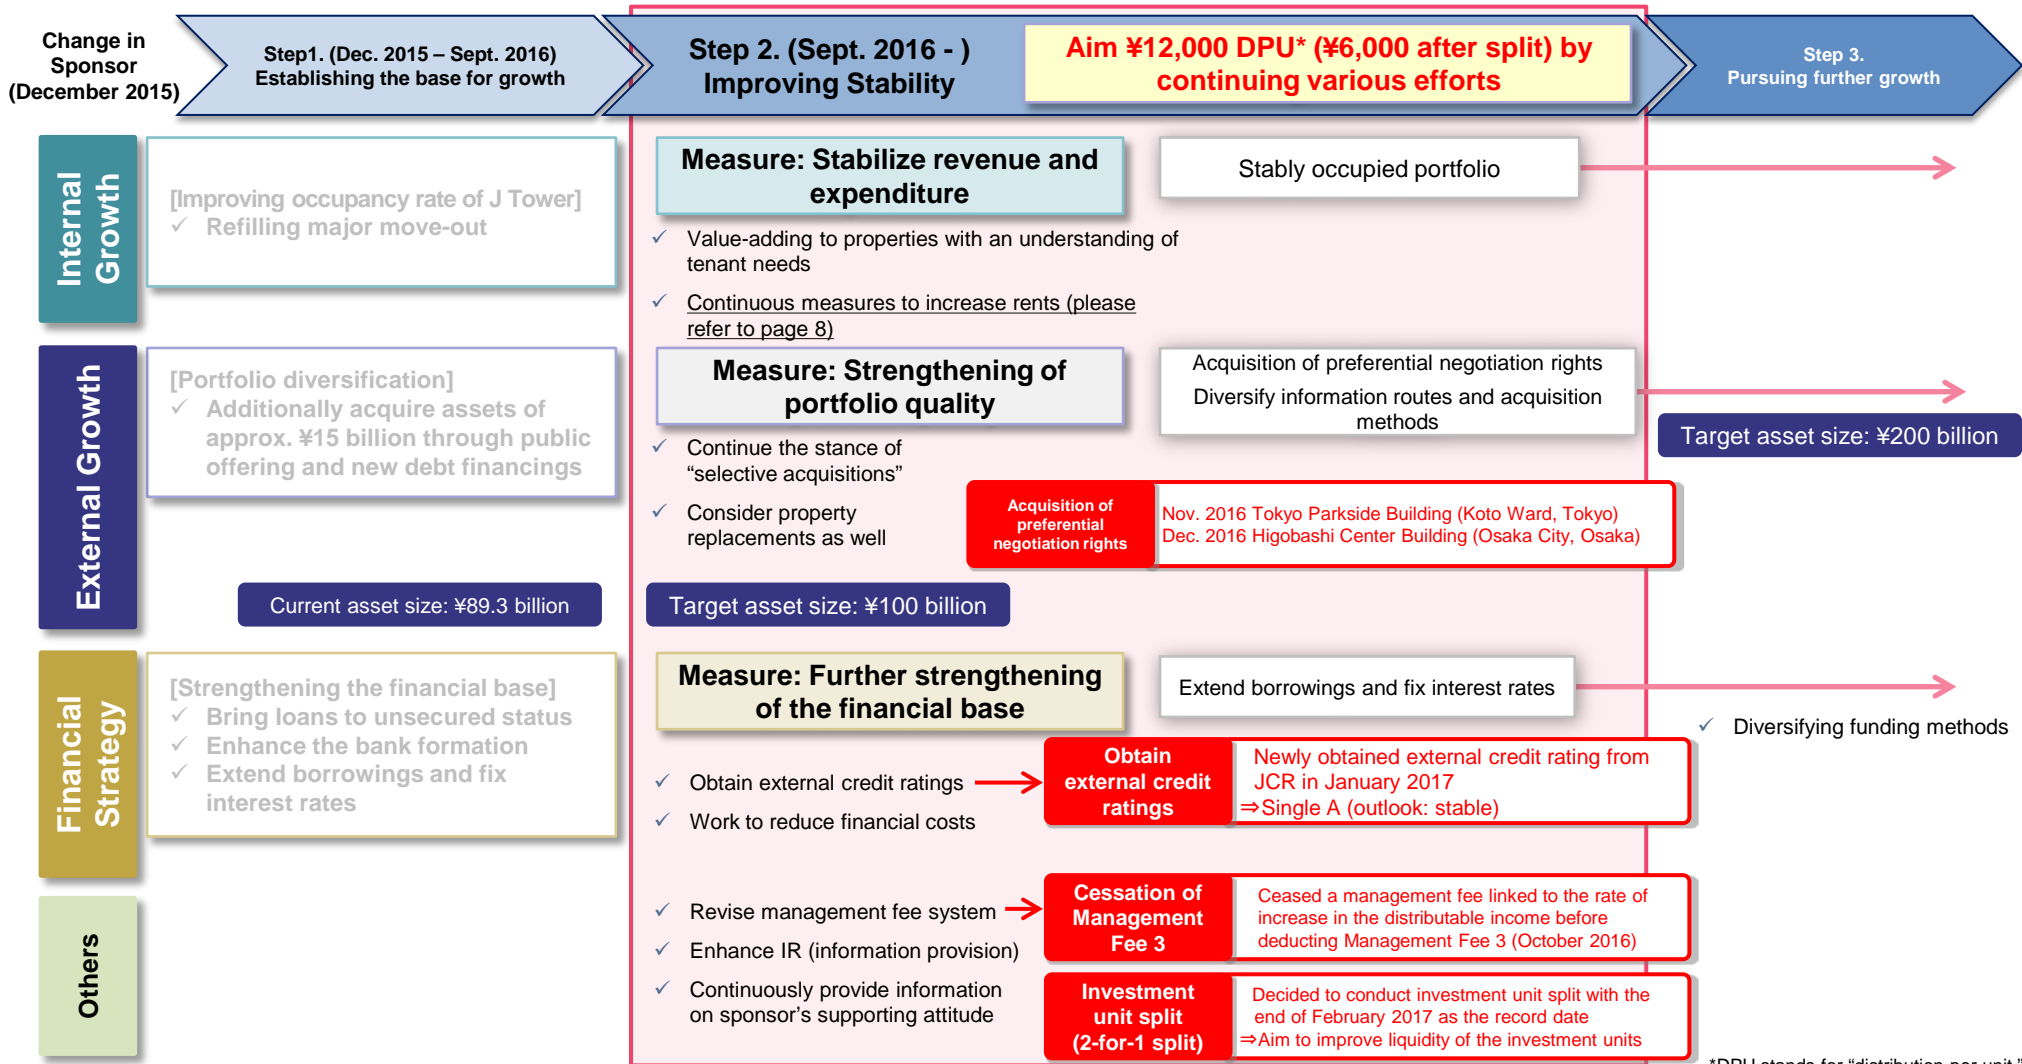 Change in
Sponsor
(December 2015)
Step1. (Dec. 2015 – Sept. 2016)
Establishing the base for growth
Step 2. (Sept. 2016 - )
Improving Stability
Aim ¥12,000 DPU* (¥6,000 after split) by
continuing various efforts
Step 3.
Pursuing further growth
Internal
Growth
[Improving occupancy rate of J Tower]
✓ Refilling major move-out
Measure: Stabilize revenue and
expenditure
Stably occupied portfolio
✓ Value-adding to properties with an understanding of
tenant needs
✓ Continuous measures to increase rents (please
refer to page 8)
External Growth
[Portfolio diversification]
✓ Additionally acquire assets of
approx. ¥15 billion through public
offering and new debt financings
Measure: Strengthening of
portfolio quality
Acquisition of preferential negotiation rights
Diversify information routes and acquisition
methods
Target asset size: ¥200 billion
✓ Continue the stance of
“selective acquisitions”
✓ Consider property
replacements as well
Acquisition of
preferential
negotiation rights
Nov. 2016 Tokyo Parkside Building (Koto Ward, Tokyo)
Dec. 2016 Higobashi Center Building (Osaka City, Osaka)
Current asset size: ¥89.3 billion
Target asset size: ¥100 billion
Financial
Strategy
[Strengthening the financial base]
✓ Bring loans to unsecured status
✓ Enhance the bank formation
✓ Extend borrowings and fix
interest rates
Measure: Further strengthening
of the financial base
Extend borrowings and fix interest rates
✓ Diversifying funding methods
✓ Obtain external credit ratings
✓ Work to reduce financial costs
Obtain
external credit
ratings
Newly obtained external credit rating from
JCR in January 2017
⇒Single A (outlook: stable)
Others
✓ Revise management fee system
✓ Enhance IR (information provision)
✓ Continuously provide information
on sponsor’s supporting attitude
Cessation of
Management
Fee 3
Ceased a management fee linked to the rate of
increase in the distributable income before
deducting Management Fee 3 (October 2016)
Investment
unit split
(2-for-1 split)
Decided to conduct investment unit split with the
end of February 2017 as the record date
⇒Aim to improve liquidity of the investment units
*DPU stands for “distribution per unit.”